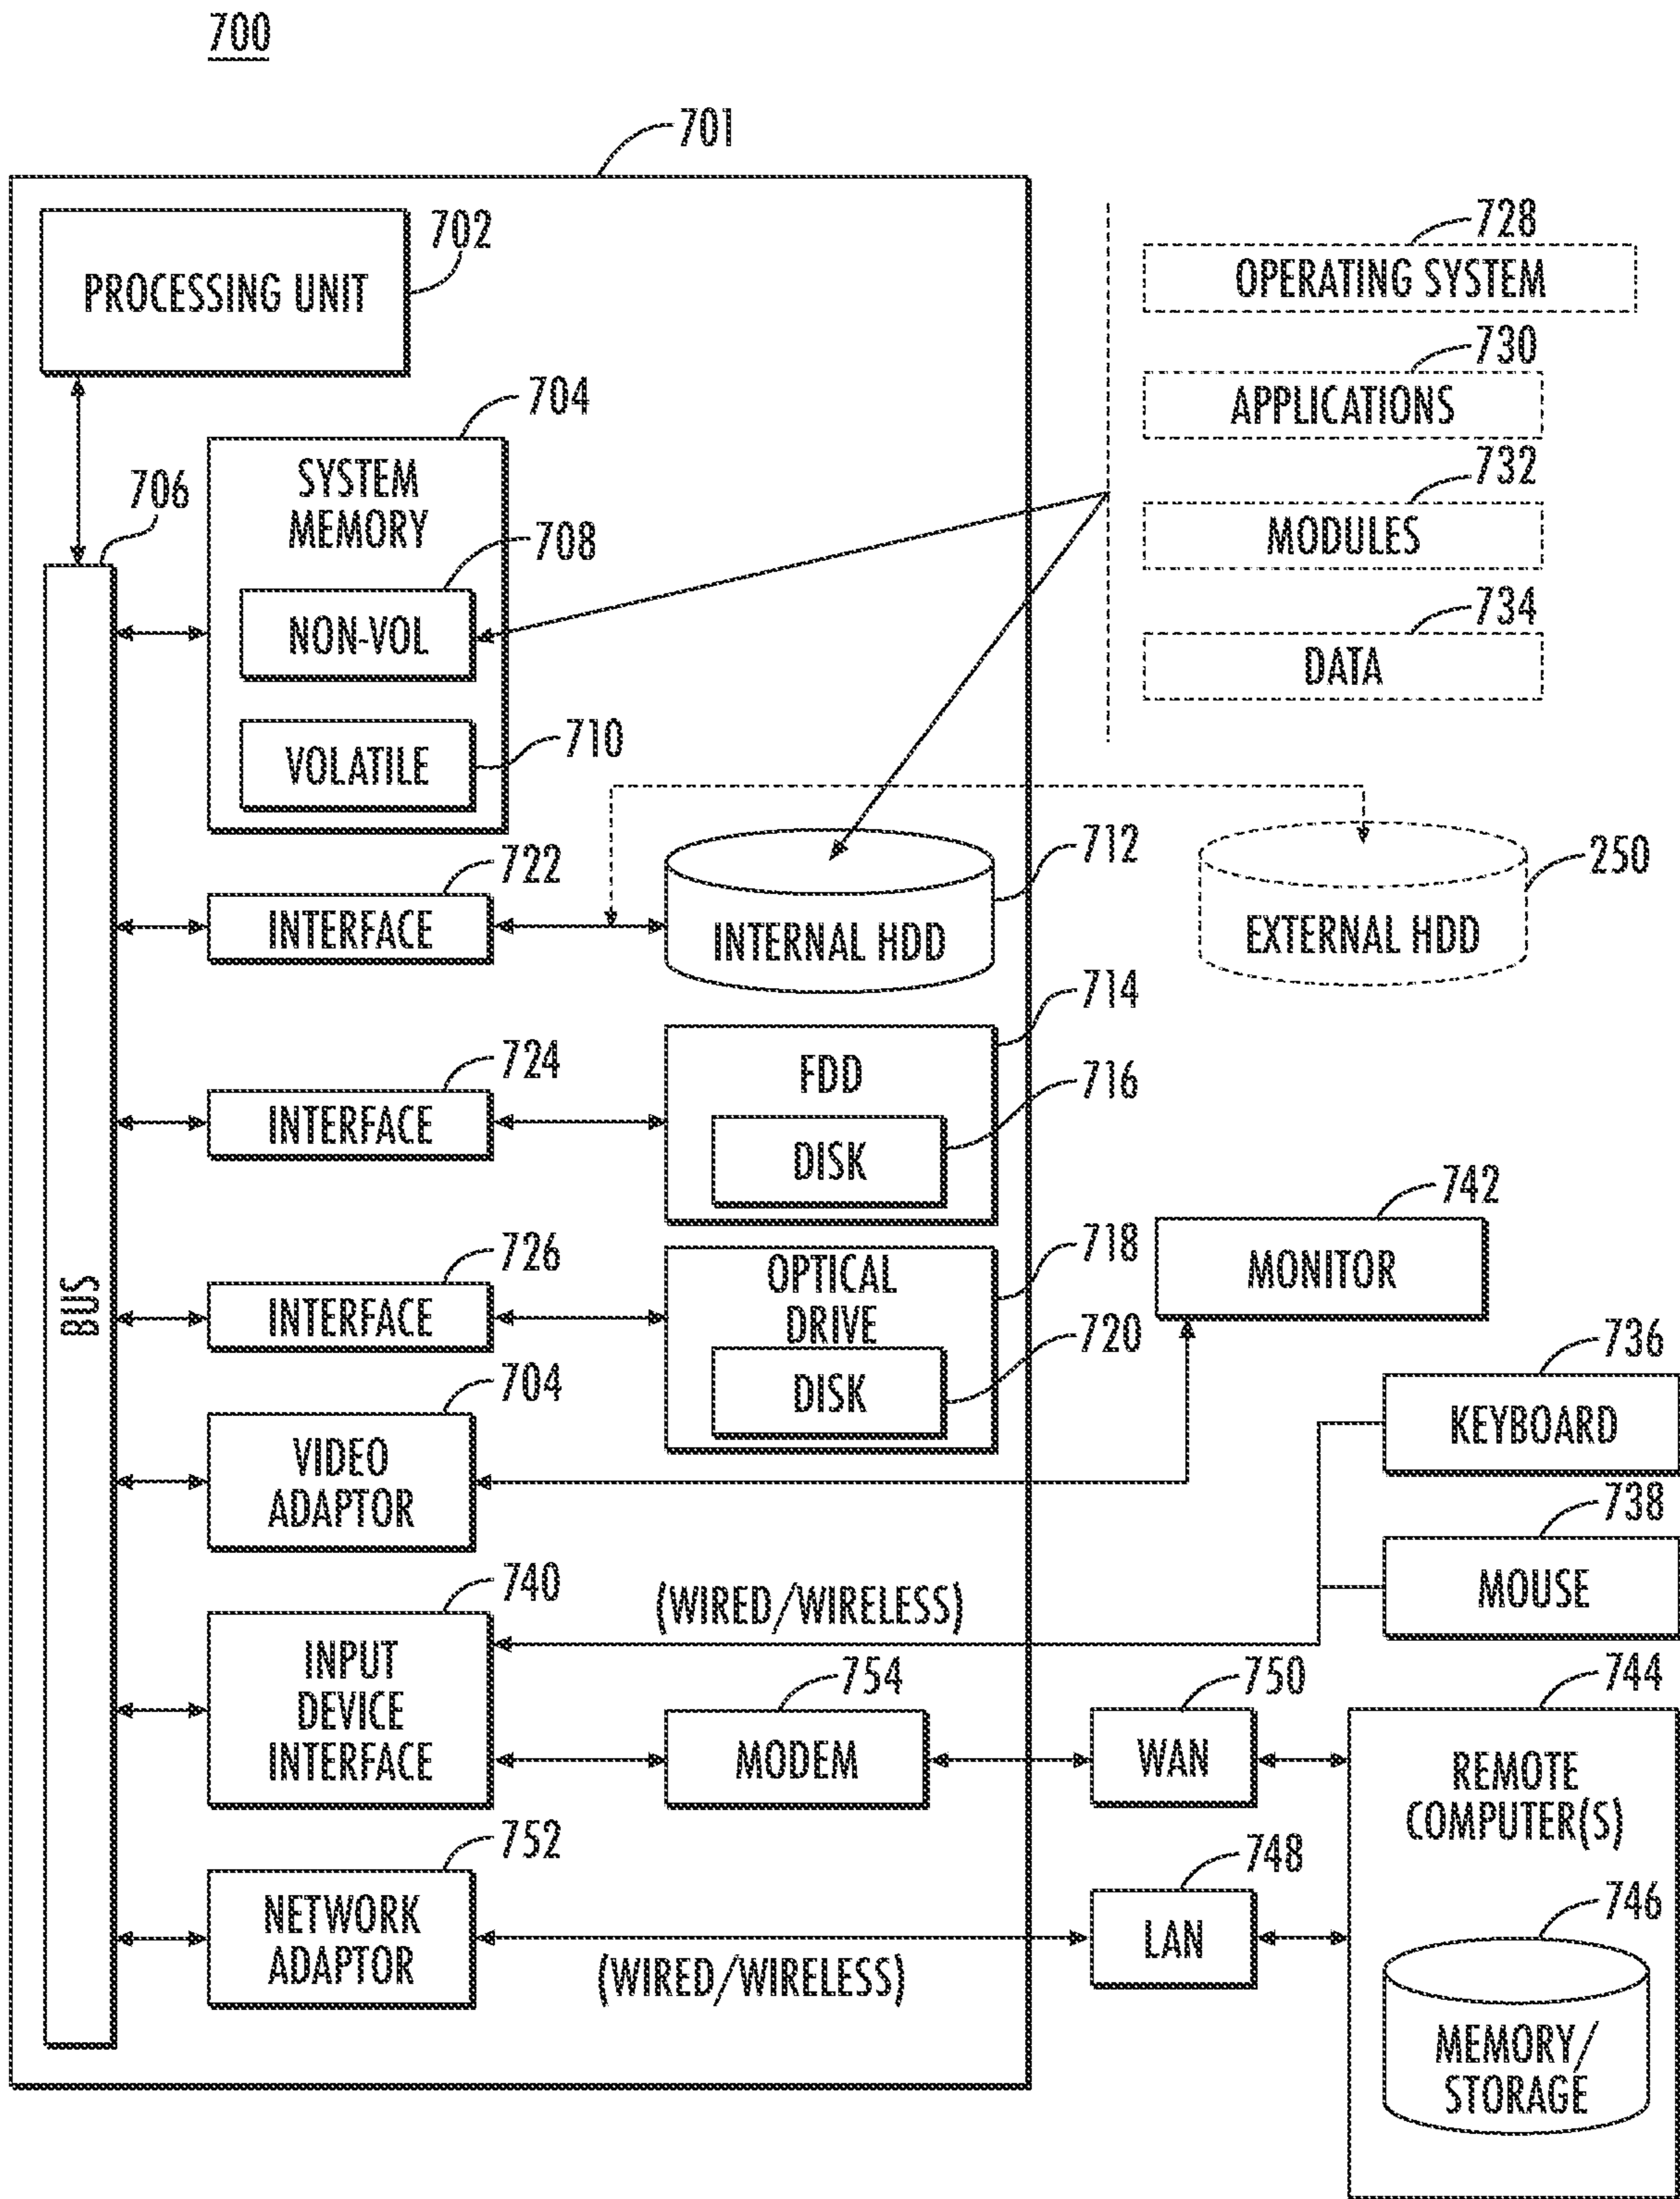 700
701
PROCESSING UNIT
702
728
OPERATING SYSTEM
730
APPLICATIONS
732
MODULES
734
DATA
704
SYSTEM
MEMORY
706
708
NON-VOL
710
VOLATILE
BUS
722
INTERFACE
712
INTERNAL HDD
250
EXTERNAL HDD
724
INTERFACE
714
FDD
716
DISK
726
INTERFACE
718
OPTICAL
DRIVE
720
DISK
742
MONITOR
704
VIDEO
ADAPTOR
736
KEYBOARD
738
MOUSE
740
INPUT
DEVICE
INTERFACE
(WIRED/WIRELESS)
754
MODEM
750
WAN
744
REMOTE
COMPUTER(S)
752
NETWORK
ADAPTOR
(WIRED/WIRELESS)
748
LAN
746
MEMORY/
STORAGE